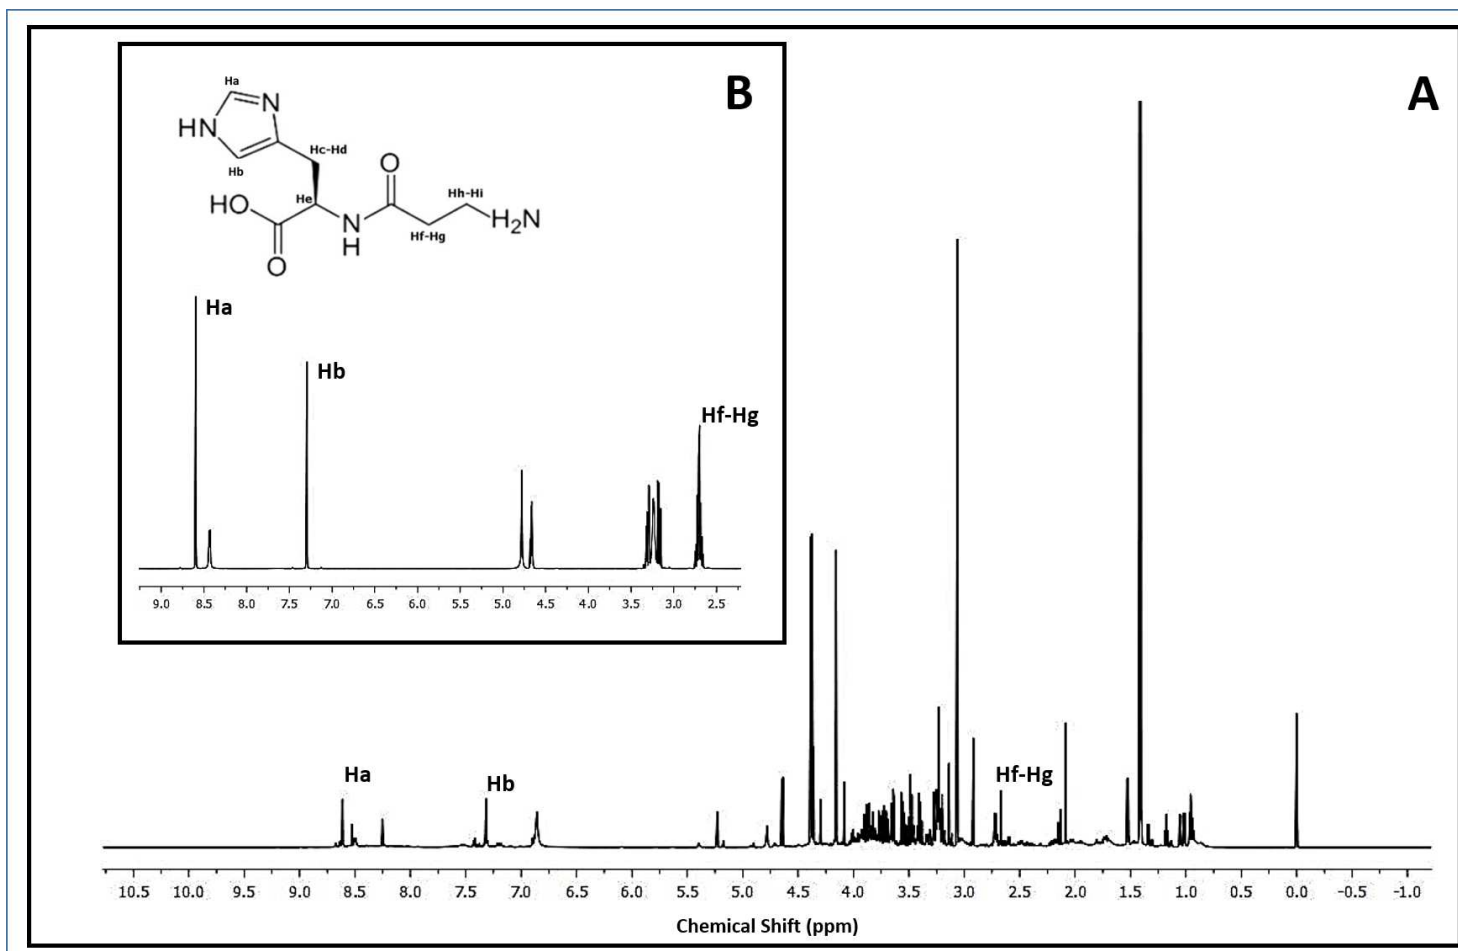 A
B
Ha
N
HN
Hc-Hd
Hb
O
Hh-Hi
HO
He
N
H
H₂N
Hf-Hg
O
Ha
Hb
Hf-Hg
9.0 8.5 8.0 7.5 7.0 6.5 6.0 5.5 5.0 4.5 4.0 3.5 3.0 2.5
Ha
Hb
Hf-Hg
10.5 10.0 9.5 9.0 8.5 8.0 7.5 7.0 6.5 6.0 5.5 5.0 4.5 4.0 3.5 3.0 2.5 2.0 1.5 1.0 0.5 0.0 -0.5 -1.0
Chemical Shift (ppm)